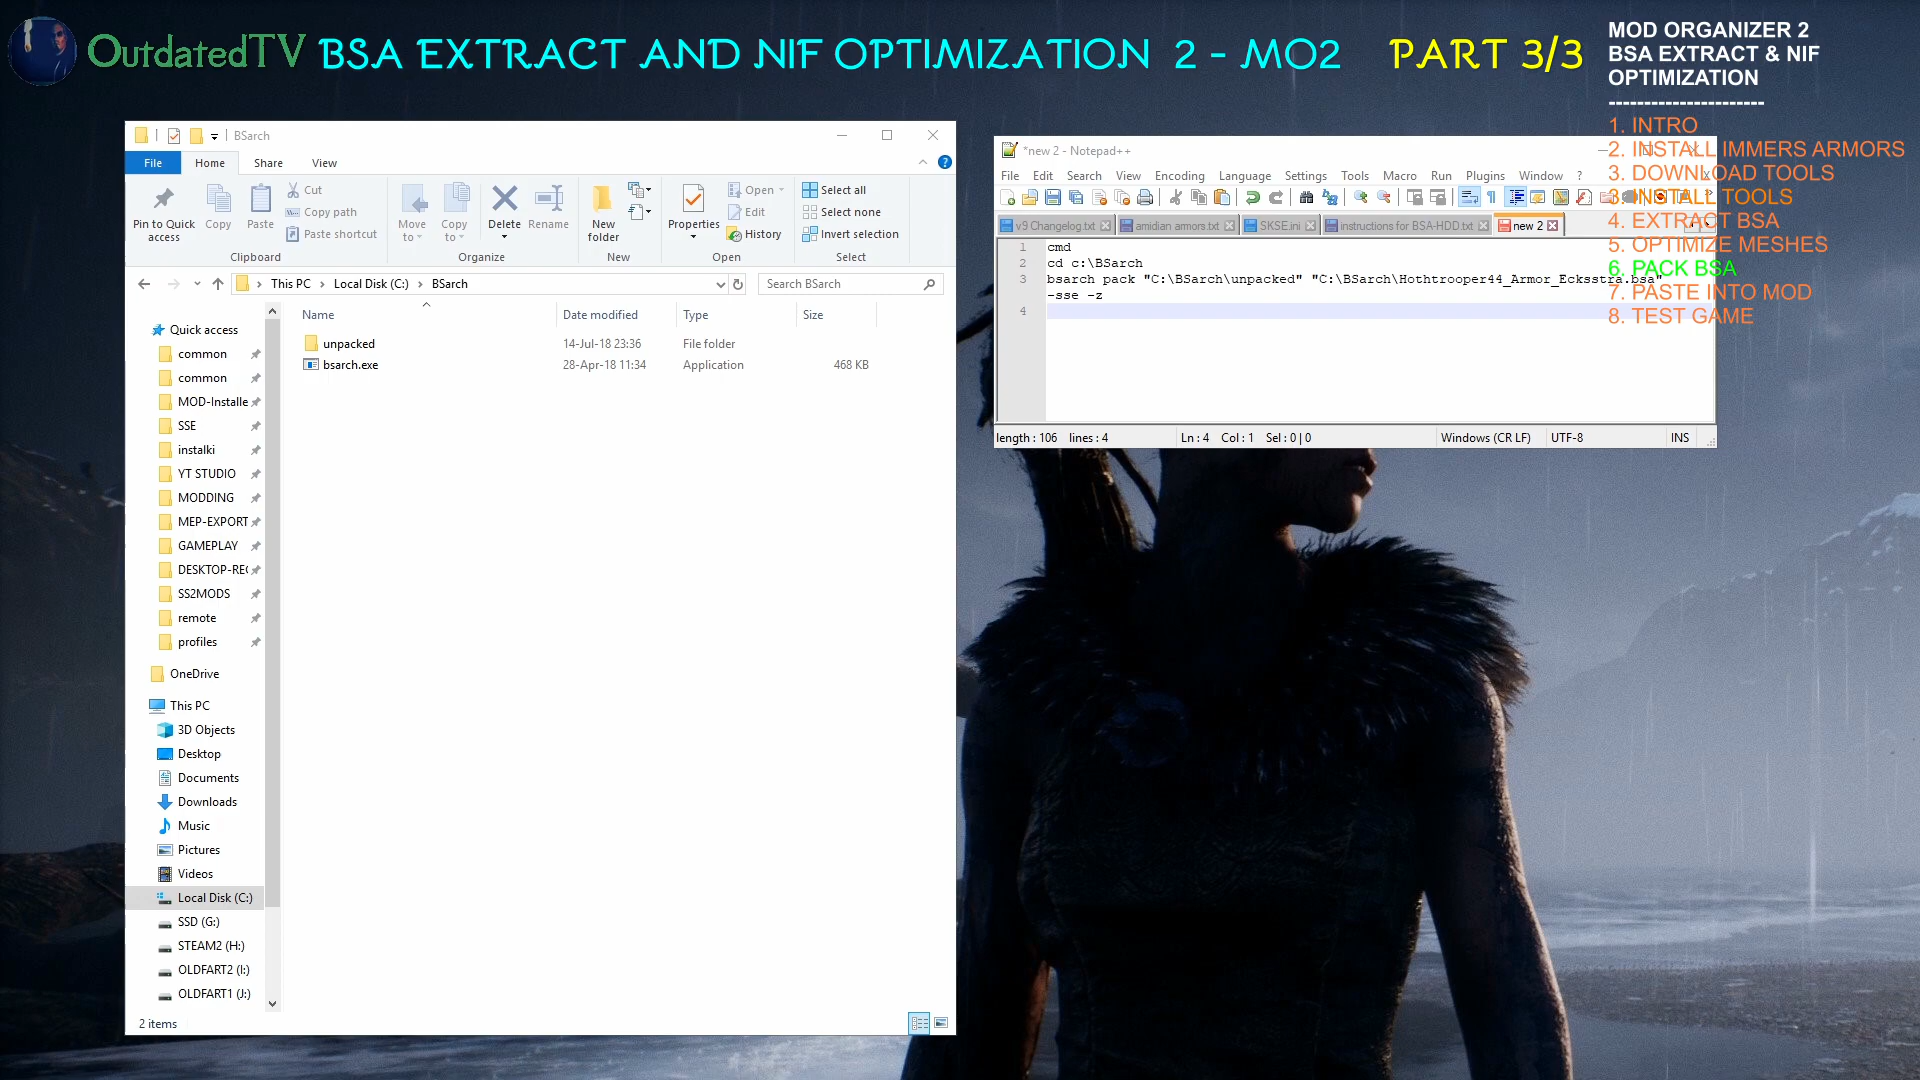 OutdatedTV BSA EXTRACT AND NIF OPTIMIZATION 2 - MO2 PART 3/3
MOD ORGANIZER 2
BSA EXTRACT & NIF
OPTIMIZATION
----------------------
1. INTRO
2. INSTALL IMMERS ARMORS
3. DOWNLOAD TOOLS
3. INSTALL TOOLS
4. EXTRACT BSA
5. OPTIMIZE MESHES
6. PACK BSA
7. PASTE INTO MOD
8. TEST GAME
BSarch
File Home Share View
Pin to Quick access
Copy
Paste
Cut
Copy path
Paste shortcut
Clipboard
Move to
Copy to
Delete
Rename
Organize
New folder
New
Properties
Open
Edit
History
Open
Select all
Select none
Invert selection
Select
This PC > Local Disk (C:) > BSarch
Search BSarch
Name Date modified Type Size
unpacked 14-Jul-18 23:36 File folder
bsarch.exe 28-Apr-18 11:34 Application 468 KB
Quick access
common
common
MOD-Installe
SSE
instalki
YT STUDIO
MODDING
MEP-EXPORT
GAMEPLAY
DESKTOP-REC
SS2MODS
remote
profiles
OneDrive
This PC
3D Objects
Desktop
Documents
Downloads
Music
Pictures
Videos
Local Disk (C:)
SSD (G:)
STEAM2 (H:)
OLDFART2 (I:)
OLDFART1 (J:)
2 items
*new 2 - Notepad++
File Edit Search View Encoding Language Settings Tools Macro Run Plugins Window ?
v9 Changelog.txt amidian armors.txt SKSE.ini instructions for BSA-HDD.txt new 2
1 cmd
2 cd c:\BSarch
3 bsarch pack "C:\BSarch\unpacked" "C:\BSarch\Hothtrooper44_Armor_Ecksstra.bsa"
-sse -z
4
length : 106 lines : 4 Ln : 4 Col : 1 Sel : 0 | 0 Windows (CR LF) UTF-8 INS